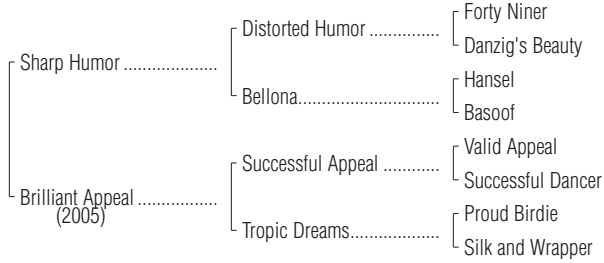 Forty Niner
Distorted Humor ...............
Danzig's Beauty
Sharp Humor ....................
Hansel
Bellona..............................
Basoof
Valid Appeal
Successful Appeal ............
Successful Dancer
Brilliant Appeal .................
(2005)
Proud Birdie
Tropic Dreams...................
Silk and Wrapper